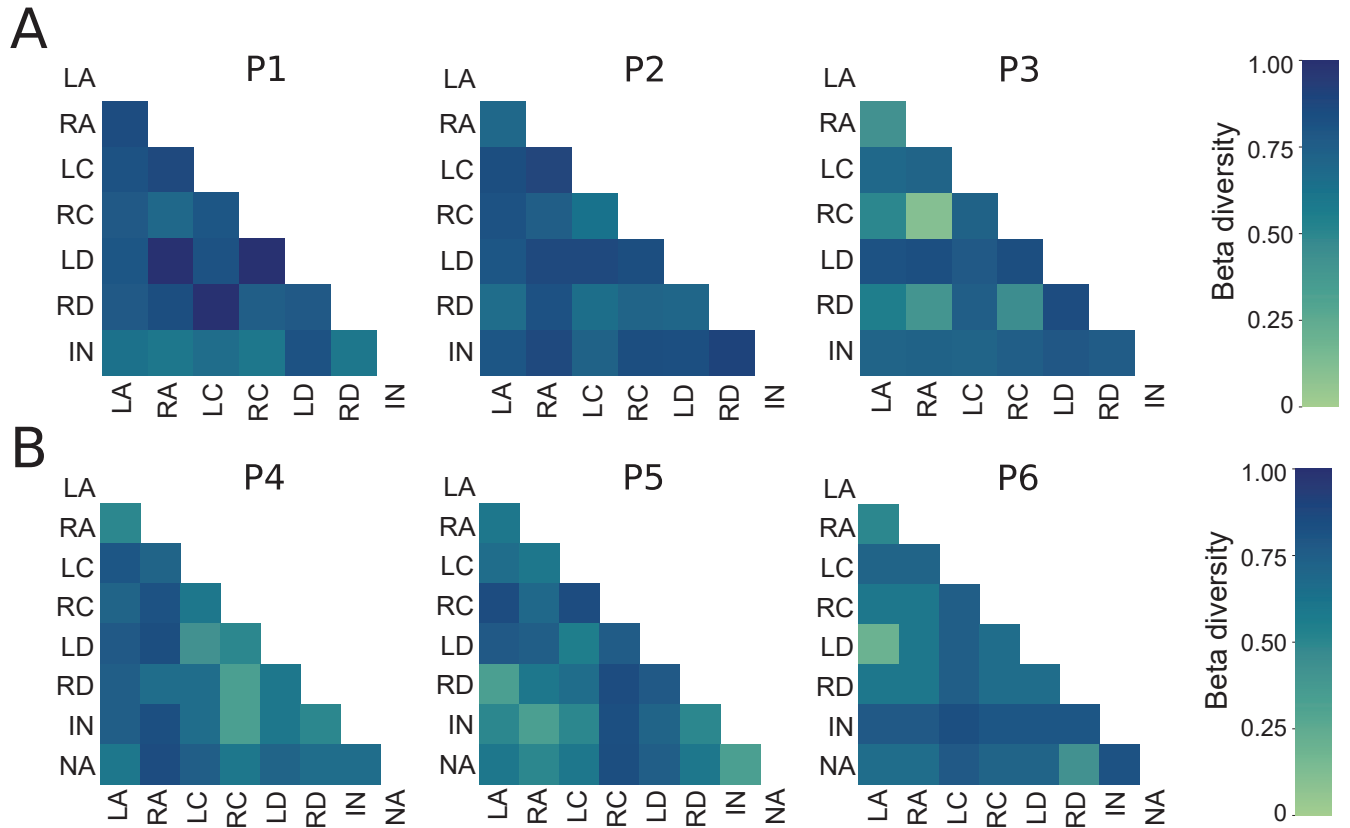 A
P1
P2
P3
LA
RA
LC
RC
LD
RD
IN
LA
RA
LC
RC
LD
RD
IN
LA
RA
LC
RC
LD
RD
IN
LA
RA
LC
RC
LD
RD
IN
LA
RA
LC
RC
LD
RD
IN
LA
RA
LC
RC
LD
RD
IN
Beta diversity
1.00
0.75
0.50
0.25
0
B
P4
P5
P6
LA
RA
LC
RC
LD
RD
IN
NA
LA
RA
LC
RC
LD
RD
IN
NA
LA
RA
LC
RC
LD
RD
IN
NA
LA
RA
LC
RC
LD
RD
IN
NA
LA
RA
LC
RC
LD
RD
IN
NA
LA
RA
LC
RC
LD
RD
IN
NA
Beta diversity
1.00
0.75
0.50
0.25
0